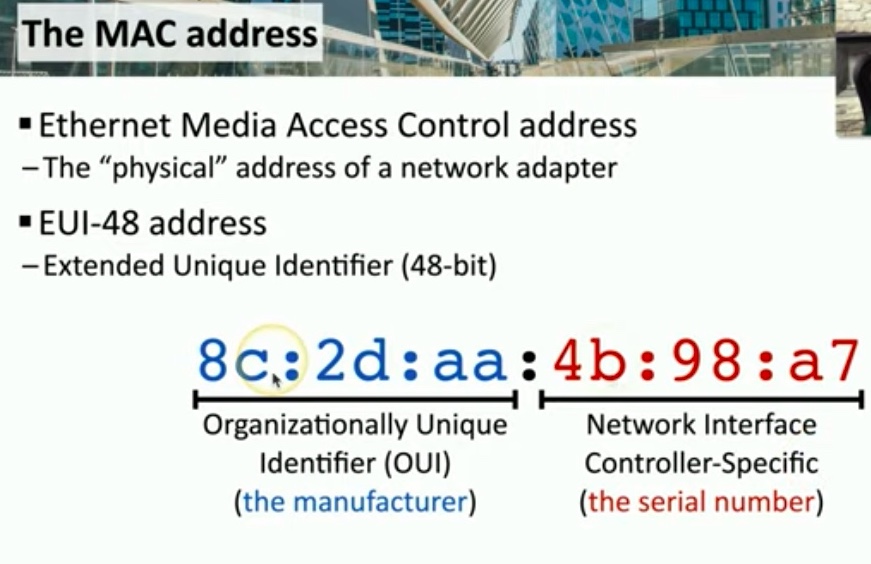 The MAC address
▪ Ethernet Media Access Control address
– The “physical” address of a network adapter
▪ EUI-48 address
– Extended Unique Identifier (48-bit)
8c:2d:aa:4b:98:a7
Organizationally Unique
Identifier (OUI)
(the manufacturer)
Network Interface
Controller-Specific
(the serial number)